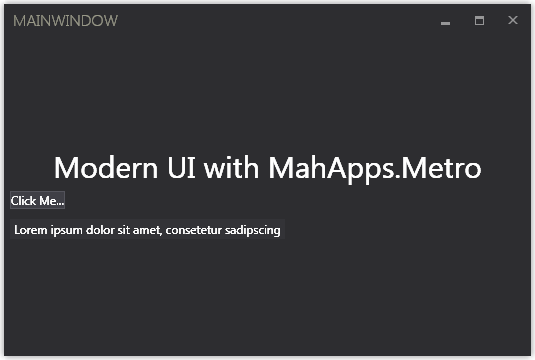 MAINWINDOW
Modern UI with MahApps.Metro
Click Me...
Lorem ipsum dolor sit amet, consetetur sadipscing